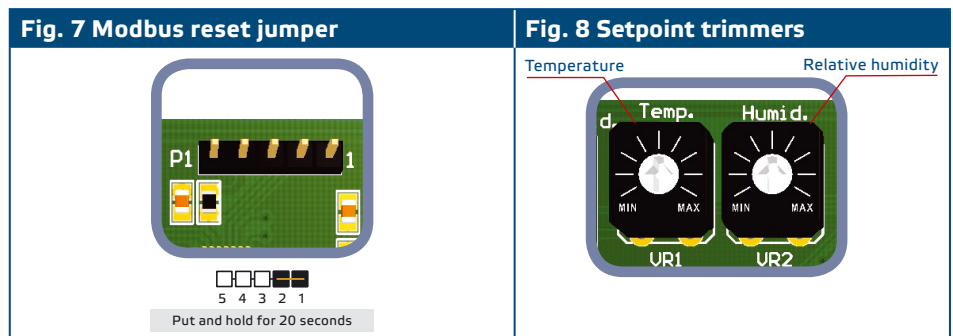 Fig. 7 Modbus reset jumper
P1
1
5 4 3 2 1
Put and hold for 20 seconds
Fig. 8 Setpoint trimmers
Temperature
Relative humidity
d.
Temp.
Humid.
MIN
MAX
MIN
MAX
VR1
VR2